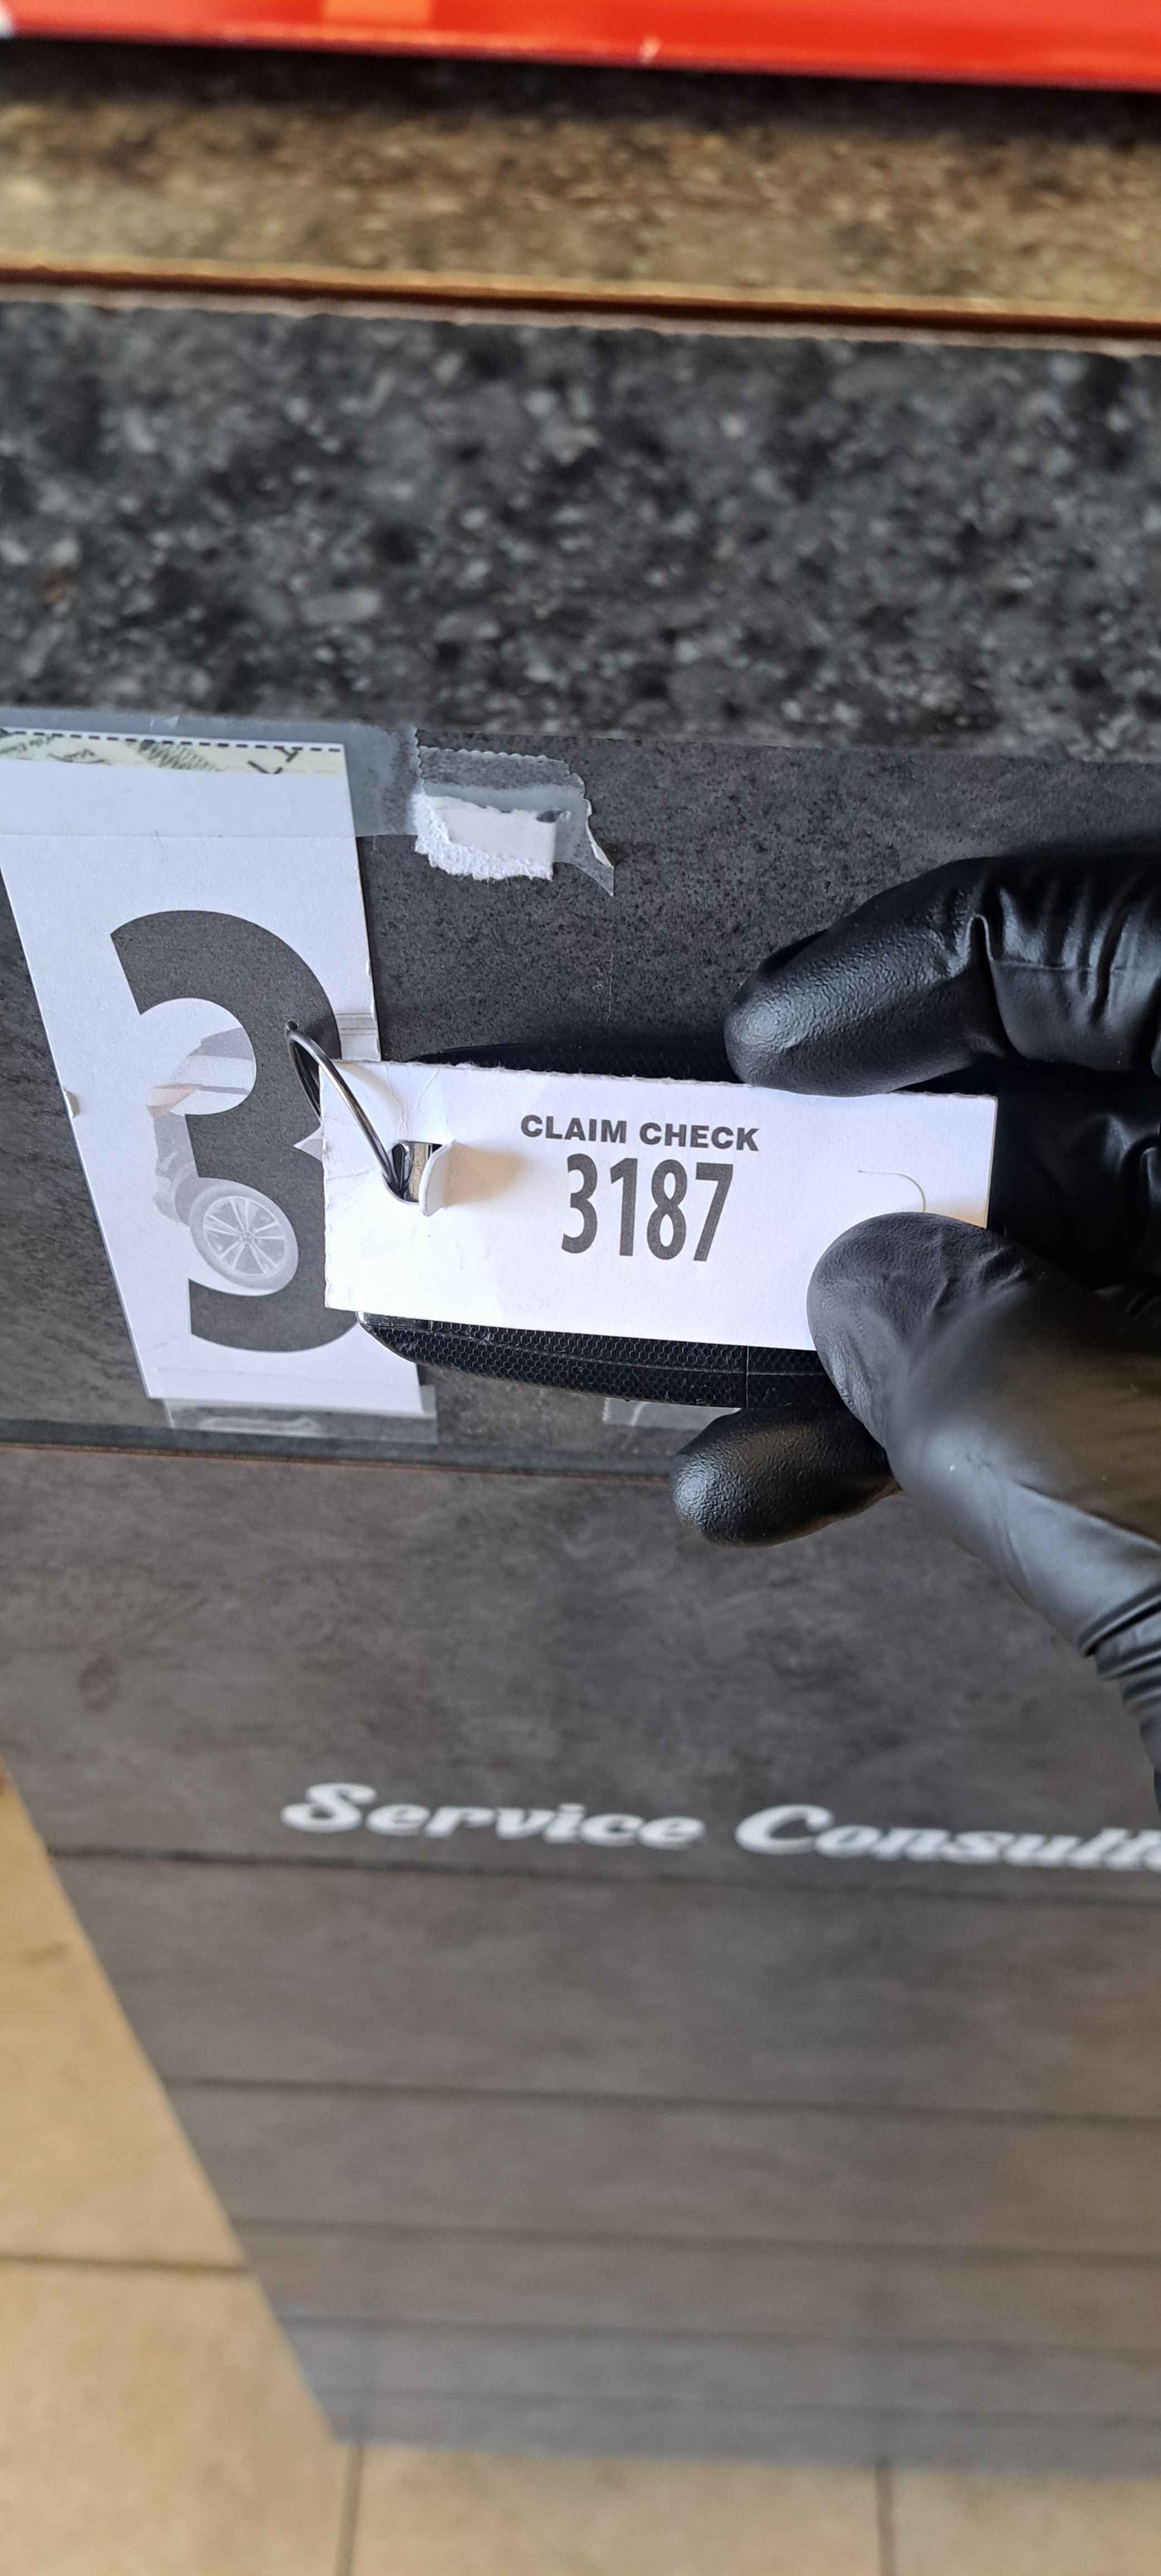 3
CLAIM CHECK
3187
Service